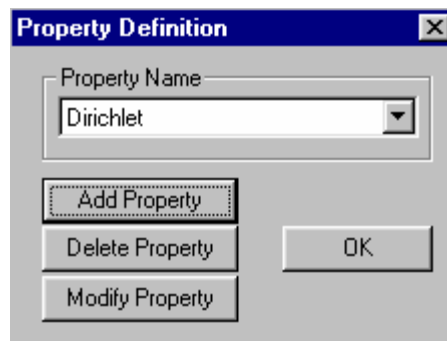 Property Definition
Property Name
Dirichlet
Add Property
Delete Property
OK
Modify Property